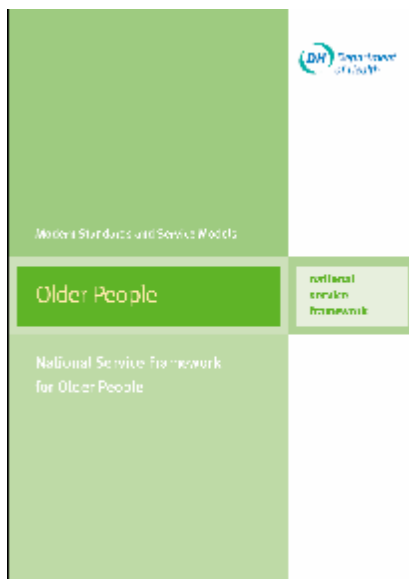 DH Department
of Health
Modern Standards and Service Models
Older People
national
service
framework
National Service Framework
for Older People